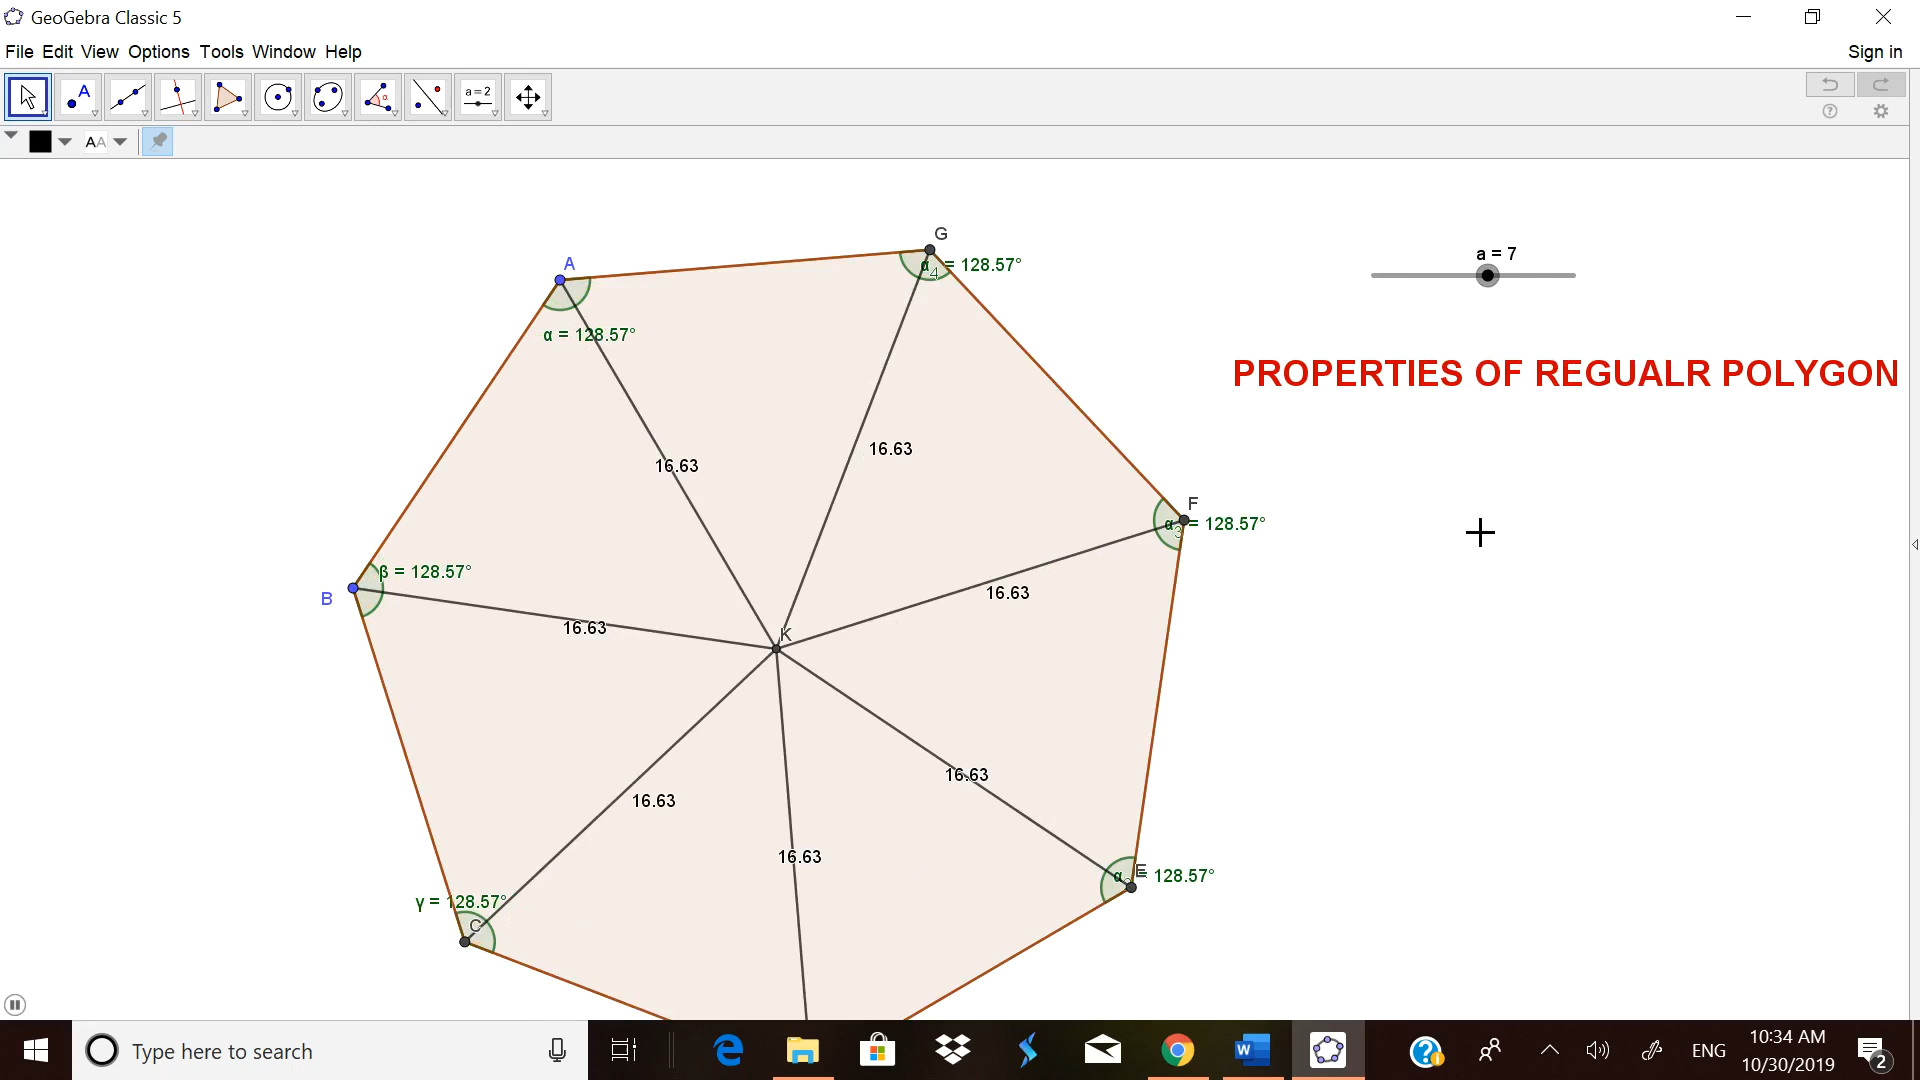 GeoGebra Classic 5
File Edit View Options Tools Window Help
Sign in
A
α
a = 2
AA
G
A
α4 = 128.57°
a = 7
α = 128.57°
PROPERTIES OF REGUALR POLYGON
16.63
16.63
F
α3 = 128.57°
β = 128.57°
B
16.63
16.63
K
16.63
16.63
16.63
E
= 128.57°
γ = 128.57°
C
Type here to search
W
ENG
10:34 AM
10/30/2019
2